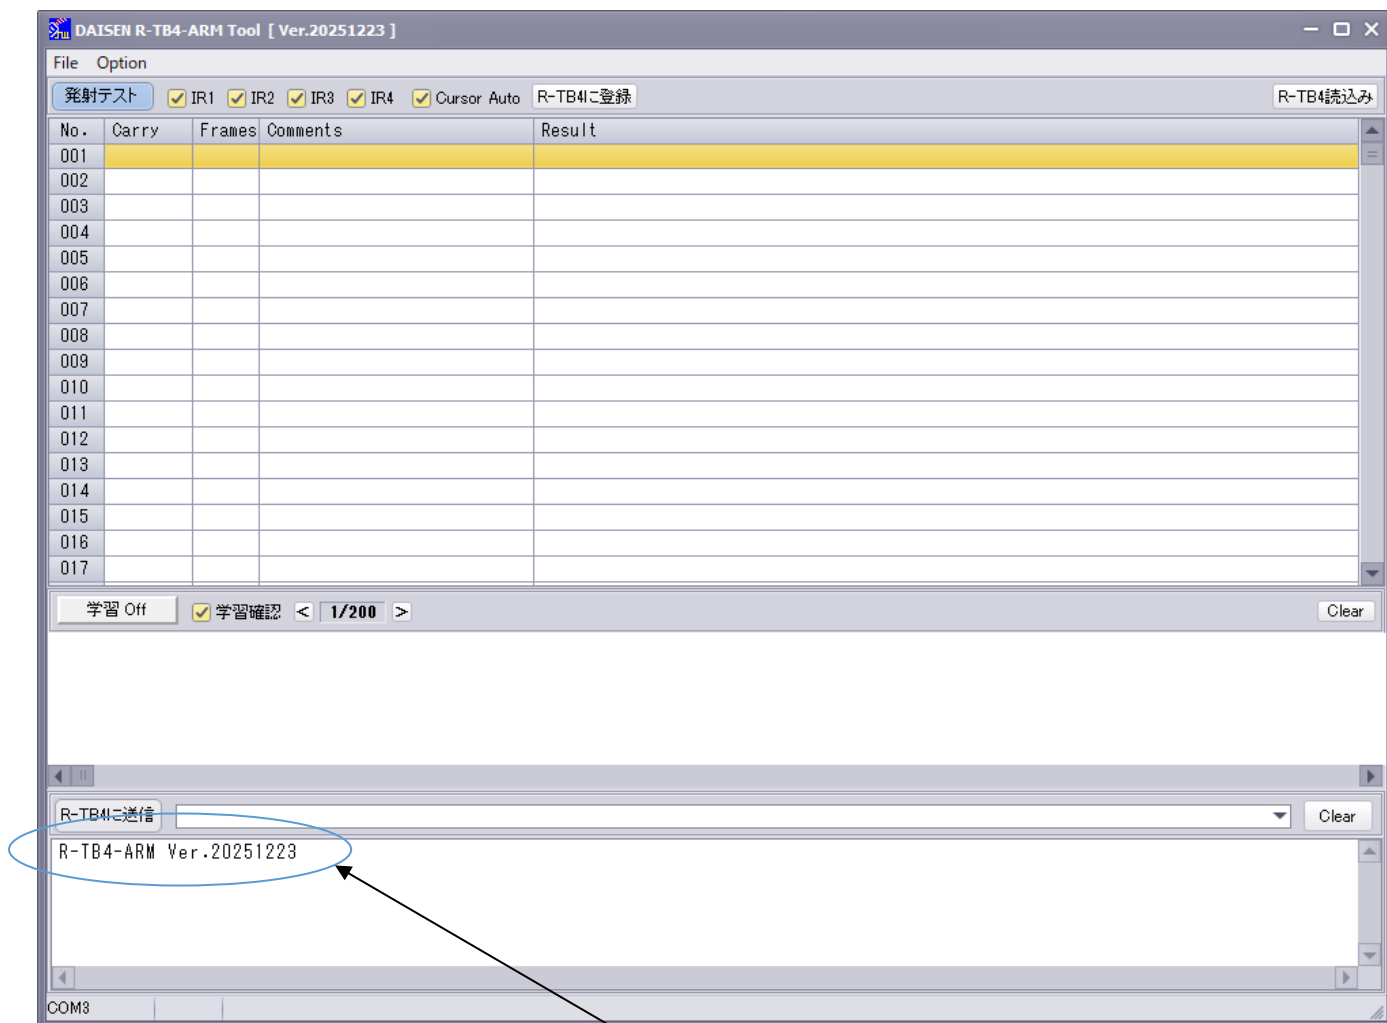 DAISEN R-TB4-ARM Tool [ Ver.20251223 ]
File Option
発射テスト IR1 IR2 IR3 IR4 Cursor Auto R-TB4に登録 R-TB4読込み
No. Carry Frames Comments Result
001
002
003
004
005
006
007
008
009
010
011
012
013
014
015
016
017
学習 Off 学習確認 < 1/200 > Clear
R-TB4に送信 Clear
R-TB4-ARM Ver.20251223
COM3